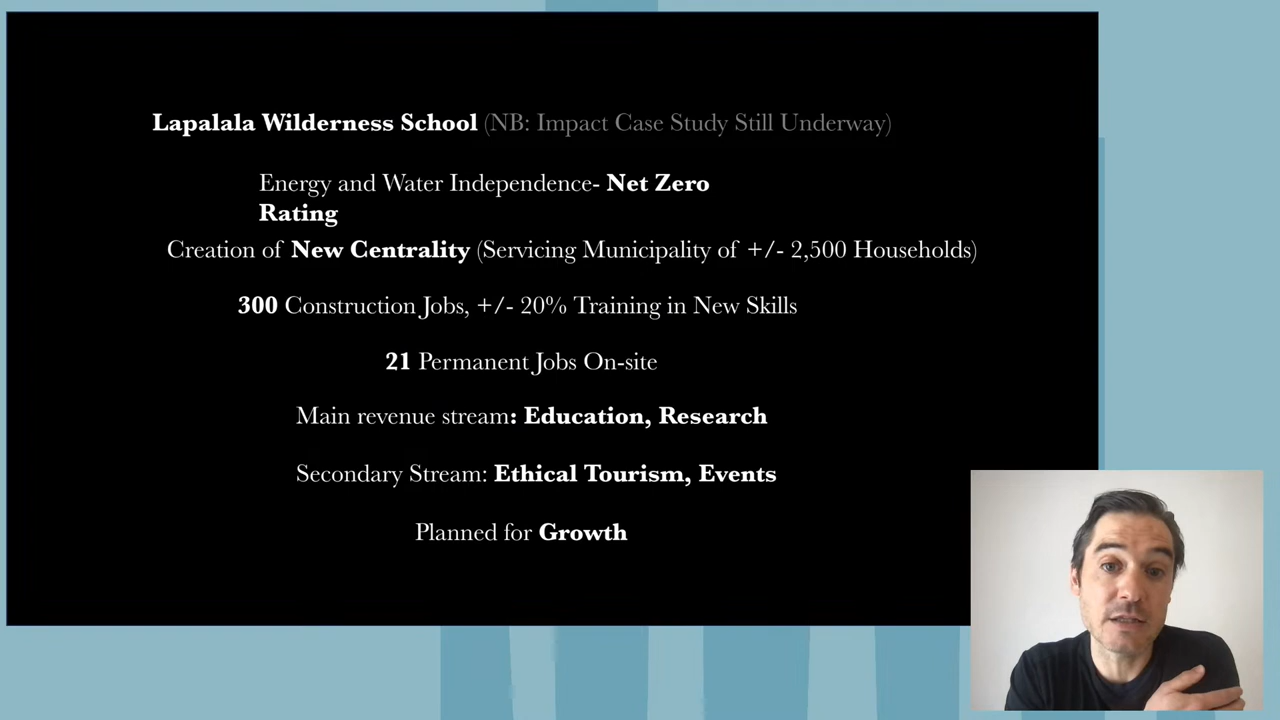 Lapalala Wilderness School (NB: Impact Case Study Still Underway)
Energy and Water Independence- Net Zero
Rating
Creation of New Centrality (Servicing Municipality of +/- 2,500 Households)
300 Construction Jobs, +/- 20% Training in New Skills
21 Permanent Jobs On-site
Main revenue stream: Education, Research
Secondary Stream: Ethical Tourism, Events
Planned for Growth